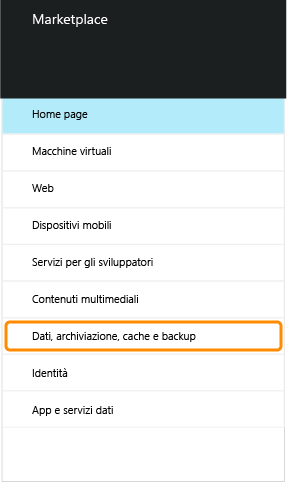 Marketplace
Home page
Macchine virtuali
Web
Dispositivi mobili
Servizi per gli sviluppatori
Contenuti multimediali
Dati, archiviazione, cache e backup
Identità
App e servizi dati